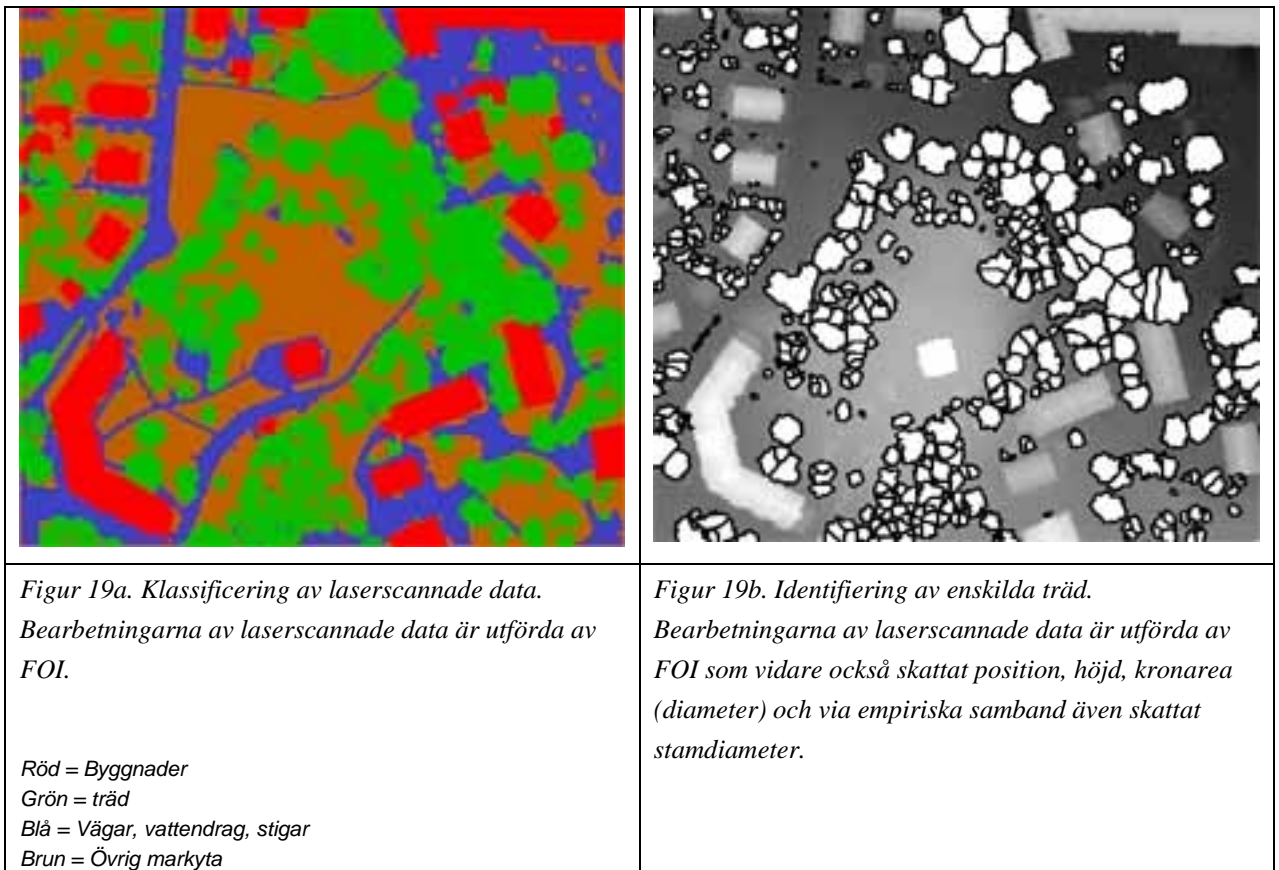 Figur 19a. Klassificering av laserscannade data.
Bearbetningarna av laserscannade data är utförda av
FOI.
Röd = Byggnader
Grön = träd
Blå = Vägar, vattendrag, stigar
Brun = Övrig markyta
Figur 19b. Identifiering av enskilda träd.
Bearbetningarna av laserscannade data är utförda av
FOI som vidare också skattat position, höjd, kronarea
(diameter) och via empiriska samband även skattat
stamdiameter.